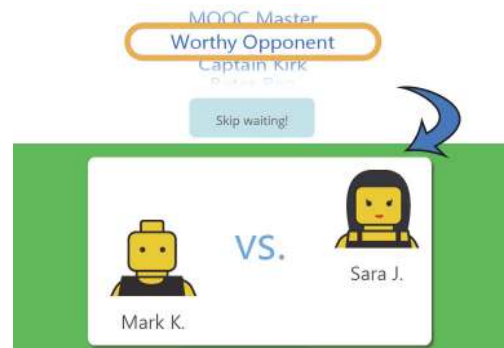 MOOC Master
Worthy Opponent
Captain Kirk
Skip waiting!
VS.
Sara J.
Mark K.